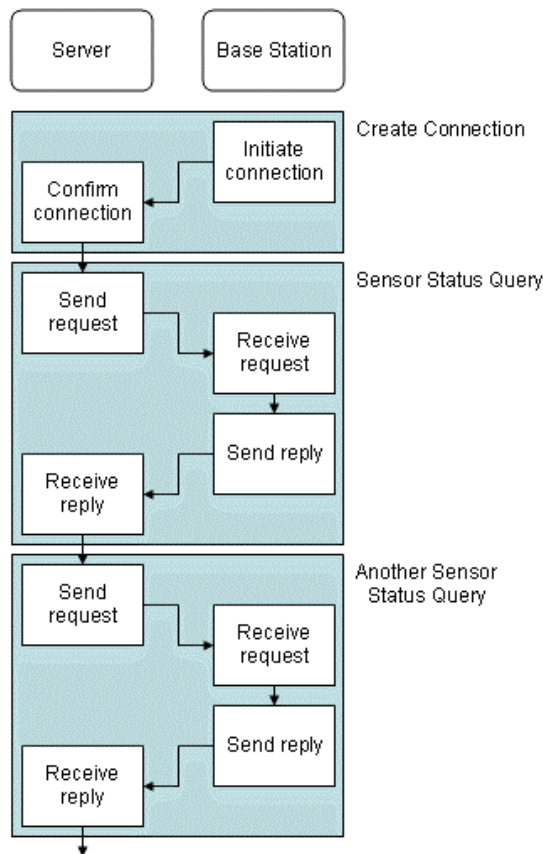 Server
Base Station
Create Connection
Initiate
connection
Confirm
connection
Sensor Status Query
Send
request
Receive
request
Send reply
Receive
reply
Another Sensor
Status Query
Send
request
Receive
request
Send reply
Receive
reply